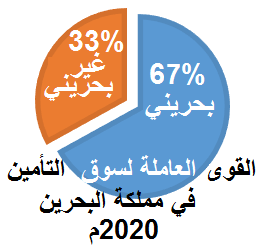 33%
غير
بحريني
67%
بحريني
القوى العاملة لسوق التأمين
في مملكة البحرين
2020م